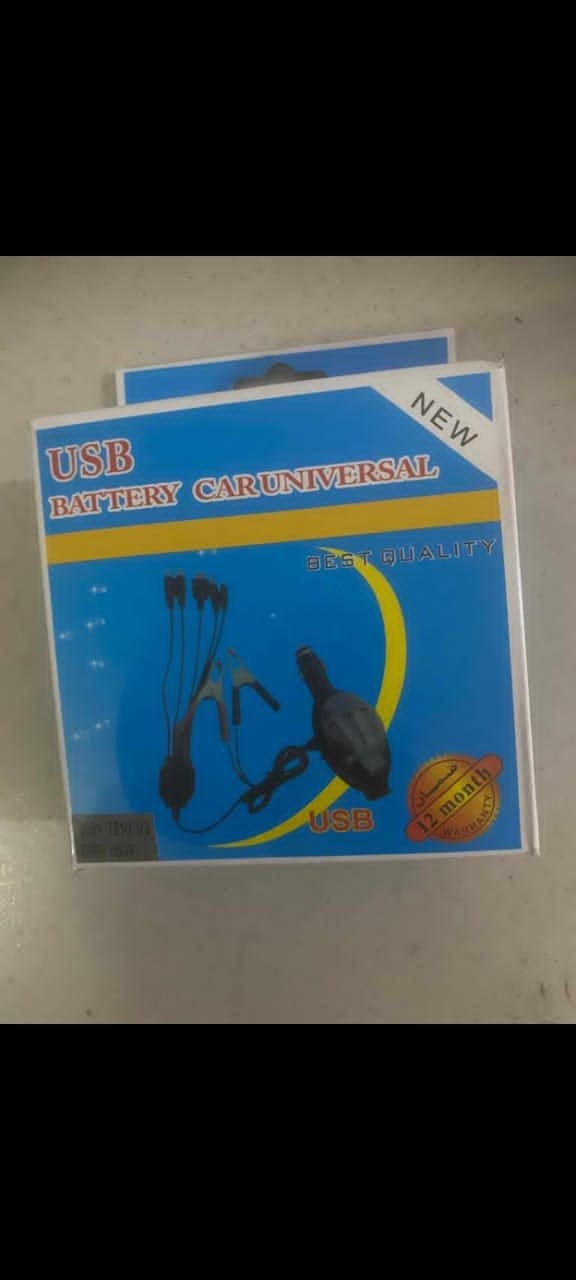 NEW
USB
BATTERY CAR UNIVERSAL
BEST QUALITY
USB
ضمان
12 month
WARRANTY